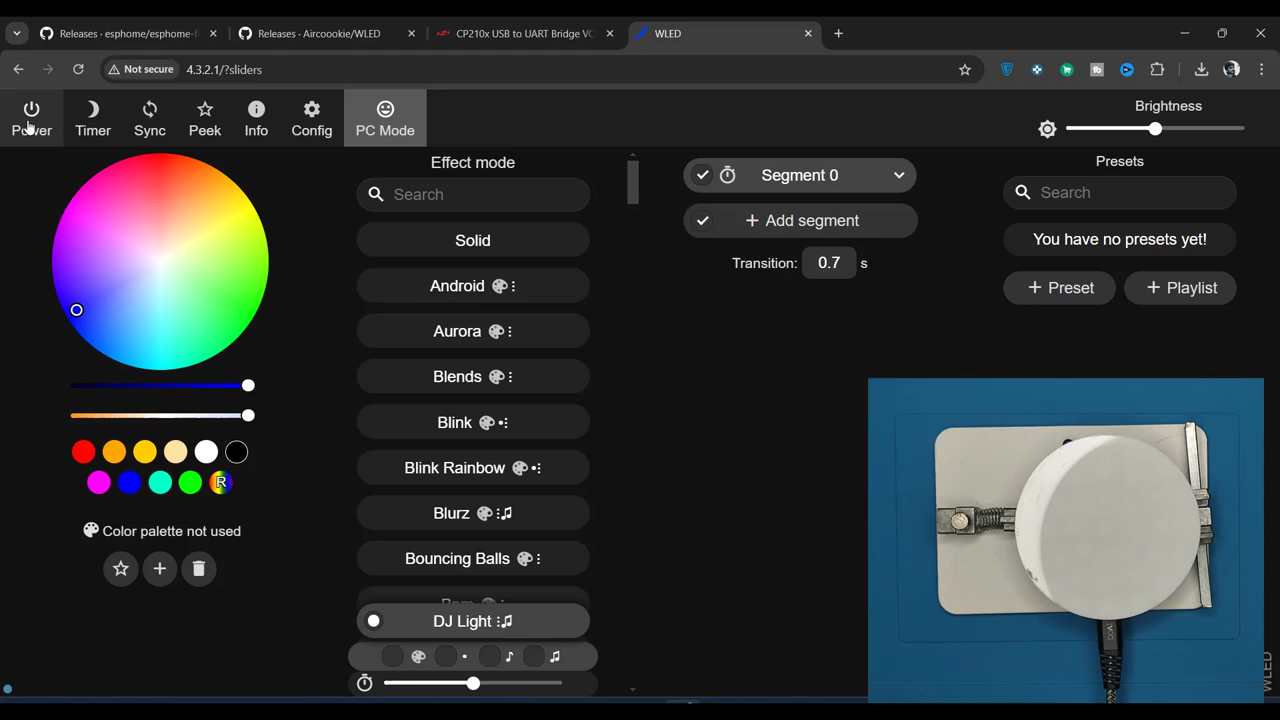 Releases · esphome/esphome-f
Releases · Aircoookie/WLED
CP210x USB to UART Bridge VC
WLED
Not secure
4.3.2.1/?sliders
Power
Timer
Sync
Peek
Info
Config
PC Mode
Brightness
Effect mode
Search
Solid
Android
Aurora
Blends
Blink
Blink Rainbow
Blurz
Bouncing Balls
DJ Light
R
Color palette not used
Segment 0
+ Add segment
Transition: 0.7 s
Presets
Search
You have no presets yet!
+ Preset
+ Playlist
WLED